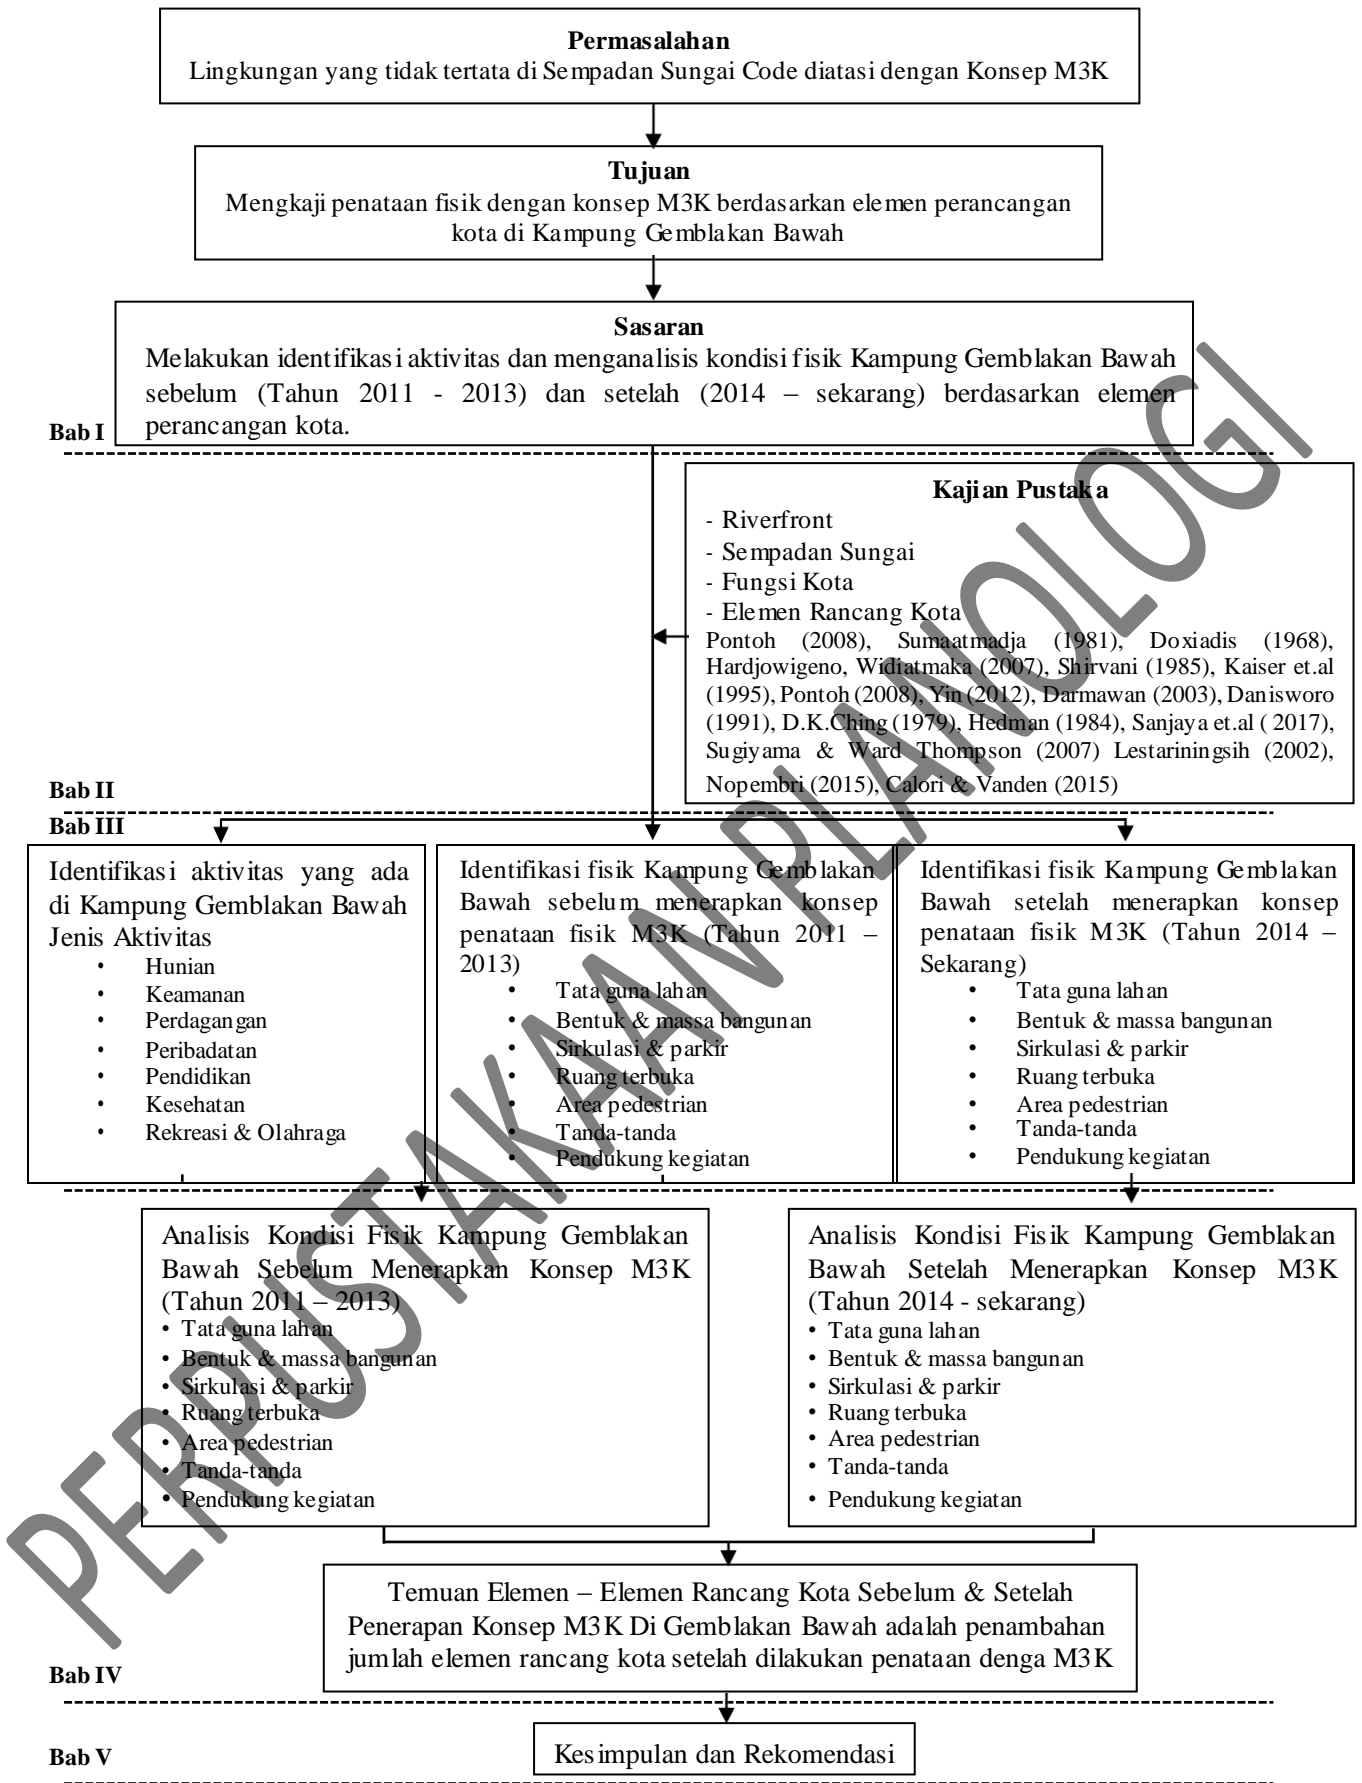 Permasalahan
Lingkungan yang tidak tertata di Sempadan Sungai Code diatasi dengan Konsep M3K
Tujuan
Mengkaji penataan fisik dengan konsep M3K berdasarkan elemen perancangan
kota di Kampung Gemblakan Bawah
Sasaran
Melakukan identifikasi aktivitas dan menganalisis kondisi fisik Kampung Gemblakan Bawah
sebelum (Tahun 2011 - 2013) dan setelah (2014 – sekarang) berdasarkan elemen
perancangan kota.
Bab I
Kajian Pustaka
- Riverfront
- Sempadan Sungai
- Fungsi Kota
- Elemen Rancang Kota
Pontoh (2008), Sumaatmadja (1981), Doxiadis (1968),
Hardjowigeno, Widiatmaka (2007), Shirvani (1985), Kaiser et.al
(1995), Pontoh (2008), Yin (2012), Darmawan (2003), Danisworo
(1991), D.K.Ching (1979), Hedman (1984), Sanjaya et.al ( 2017),
Sugiyama & Ward Thompson (2007) Lestariningsih (2002),
Nopembri (2015), Calori & Vanden (2015)
Bab II
Bab III
Identifikasi aktivitas yang ada
di Kampung Gemblakan Bawah
Jenis Aktivitas
• Hunian
• Keamanan
• Perdagangan
• Peribadatan
• Pendidikan
• Kesehatan
• Rekreasi & Olahraga
Identifikasi fisik Kampung Gemblakan
Bawah sebelum menerapkan konsep
penataan fisik M3K (Tahun 2011 –
2013)
• Tata guna lahan
• Bentuk & massa bangunan
• Sirkulasi & parkir
• Ruang terbuka
• Area pedestrian
• Tanda-tanda
• Pendukung kegiatan
Identifikasi fisik Kampung Gemblakan
Bawah setelah menerapkan konsep
penataan fisik M3K (Tahun 2014 –
Sekarang)
• Tata guna lahan
• Bentuk & massa bangunan
• Sirkulasi & parkir
• Ruang terbuka
• Area pedestrian
• Tanda-tanda
• Pendukung kegiatan
Analisis Kondisi Fisik Kampung Gemblakan
Bawah Sebelum Menerapkan Konsep M3K
(Tahun 2011 – 2013)
• Tata guna lahan
• Bentuk & massa bangunan
• Sirkulasi & parkir
• Ruang terbuka
• Area pedestrian
• Tanda-tanda
• Pendukung kegiatan
Analisis Kondisi Fisik Kampung Gemblakan
Bawah Setelah Menerapkan Konsep M3K
(Tahun 2014 - sekarang)
• Tata guna lahan
• Bentuk & massa bangunan
• Sirkulasi & parkir
• Ruang terbuka
• Area pedestrian
• Tanda-tanda
• Pendukung kegiatan
Temuan Elemen – Elemen Rancang Kota Sebelum & Setelah
Penerapan Konsep M3K Di Gemblakan Bawah adalah penambahan
jumlah elemen rancang kota setelah dilakukan penataan denga M3K
Bab IV
Kesimpulan dan Rekomendasi
Bab V
PERPUSTAKAAN PLANOLOGI